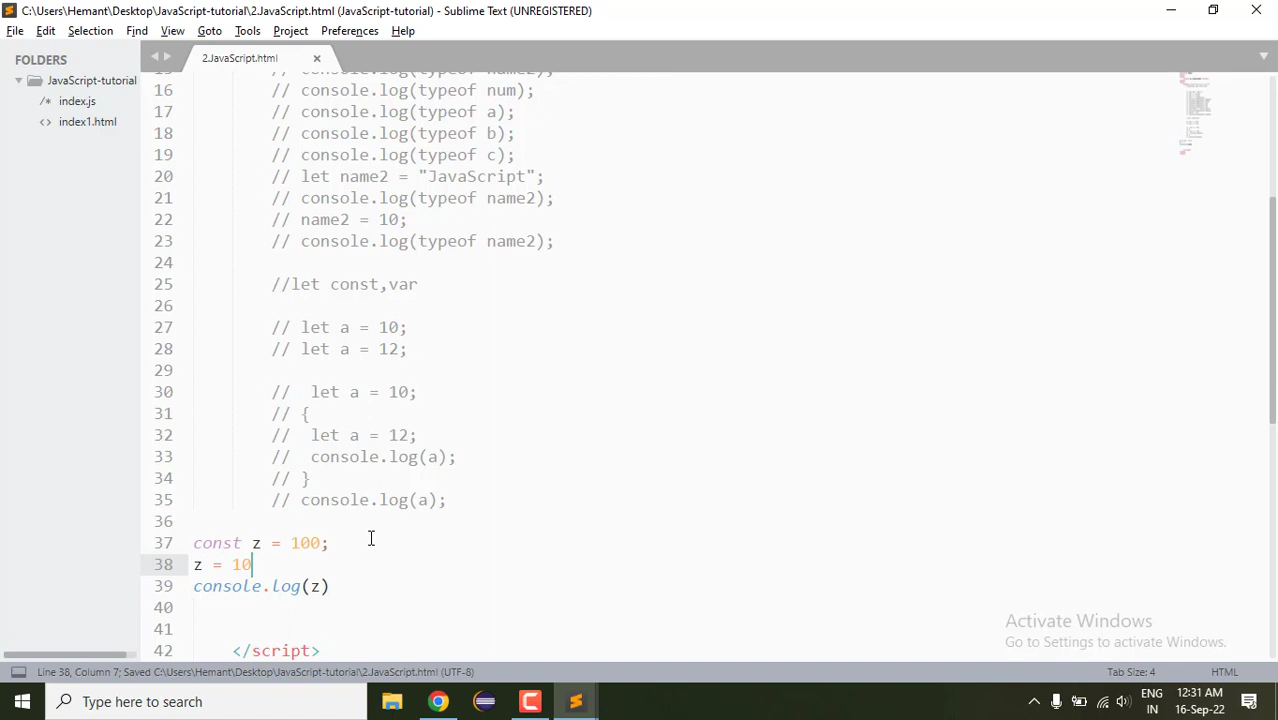 C:\Users\Hemant\Desktop\JavaScript-tutorial\2.JavaScript.html (JavaScript-tutorial) - Sublime Text (UNREGISTERED)
File Edit Selection Find View Goto Tools Project Preferences Help
FOLDERS
JavaScript-tutorial
/* index.js
<> index1.html
2.JavaScript.html
15 // console.log(typeof name2);
16 // console.log(typeof num);
17 // console.log(typeof a);
18 // console.log(typeof b);
19 // console.log(typeof c);
20 // let name2 = "JavaScript";
21 // console.log(typeof name2);
22 // name2 = 10;
23 // console.log(typeof name2);
24
25 //let const,var
26
27 // let a = 10;
28 // let a = 12;
29
30 //  let a = 10;
31 // {
32 //  let a = 12;
33 //  console.log(a);
34 // }
35 // console.log(a);
36
37 const z = 100;
38 z = 10
39 console.log(z)
40
41
42 </script>
Activate Windows
Go to Settings to activate Windows.
Line 38, Column 7; Saved C:\Users\Hemant\Desktop\JavaScript-tutorial\2.JavaScript.html (UTF-8) Tab Size: 4 HTML
Type here to search
ENG
IN
12:31 AM
16-Sep-22